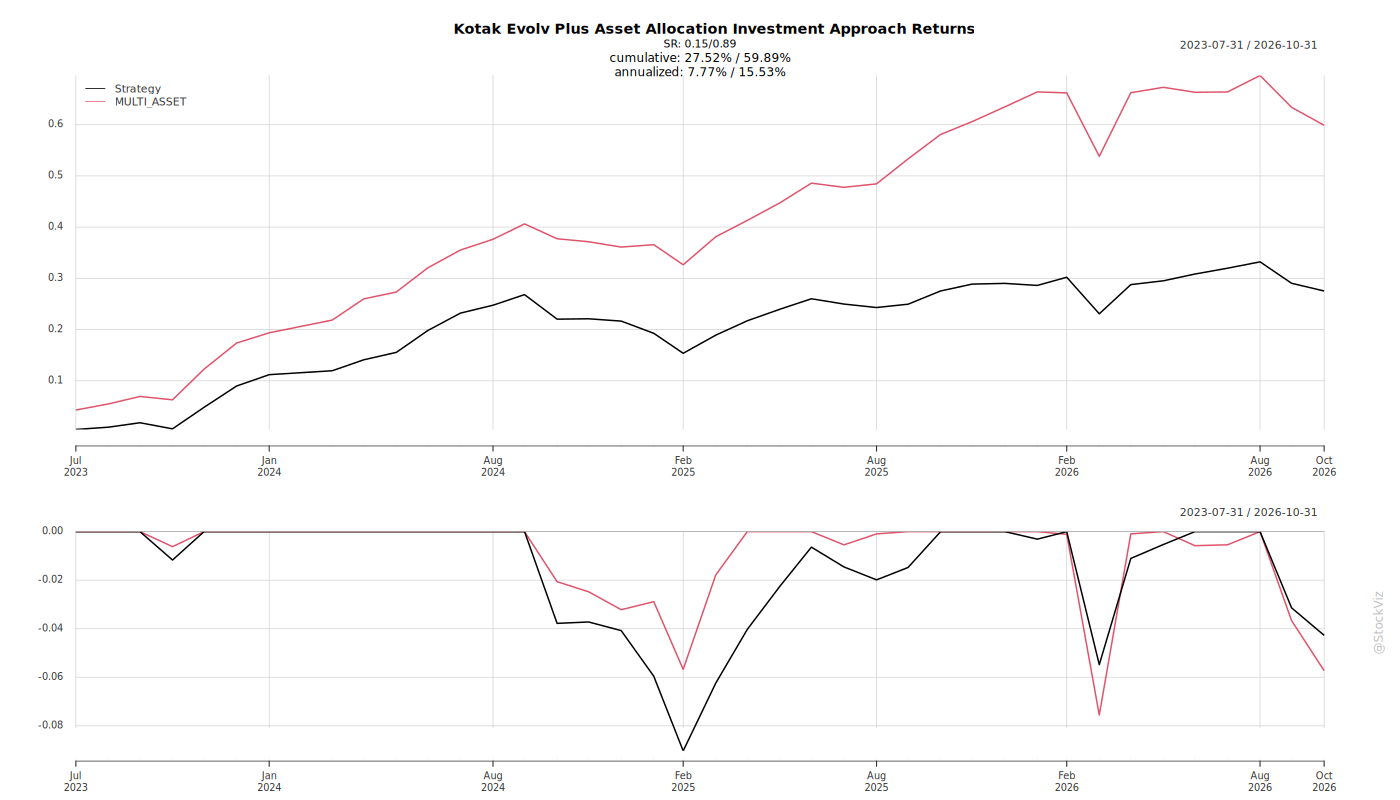 Kotak Evolv Plus Asset Allocation Investment Approach Returns
SR: 0.15/0.89
cumulative: 27.52% / 59.89%
annualized: 7.77% / 15.53%
2023-07-31 / 2026-10-31
Strategy
MULTI_ASSET
0.6
0.5
0.4
0.3
0.2
0.1
Jul
2023
Jan
2024
Aug
2024
Feb
2025
Aug
2025
Feb
2026
Aug
2026
Oct
2026
2023-07-31 / 2026-10-31
0.00
-0.02
-0.04
-0.06
-0.08
Jul
2023
Jan
2024
Aug
2024
Feb
2025
Aug
2025
Feb
2026
Aug
2026
Oct
2026
@StockViz